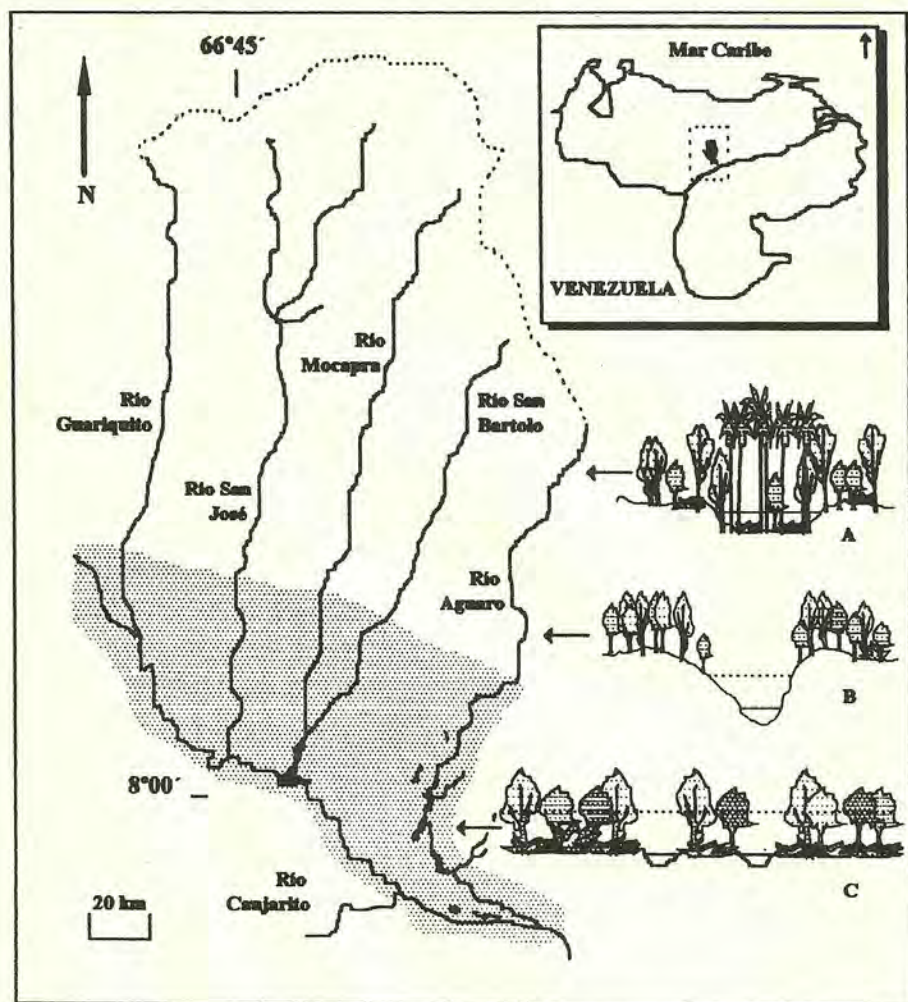 66°45´
N
Mar Caribe
VENEZUELA
Río
Mocapra
Río
Guariquito
Río San
Bartolo
Río San
José
A
Río
Aguaro
B
8°00´
C
Río
Caujarito
20 km